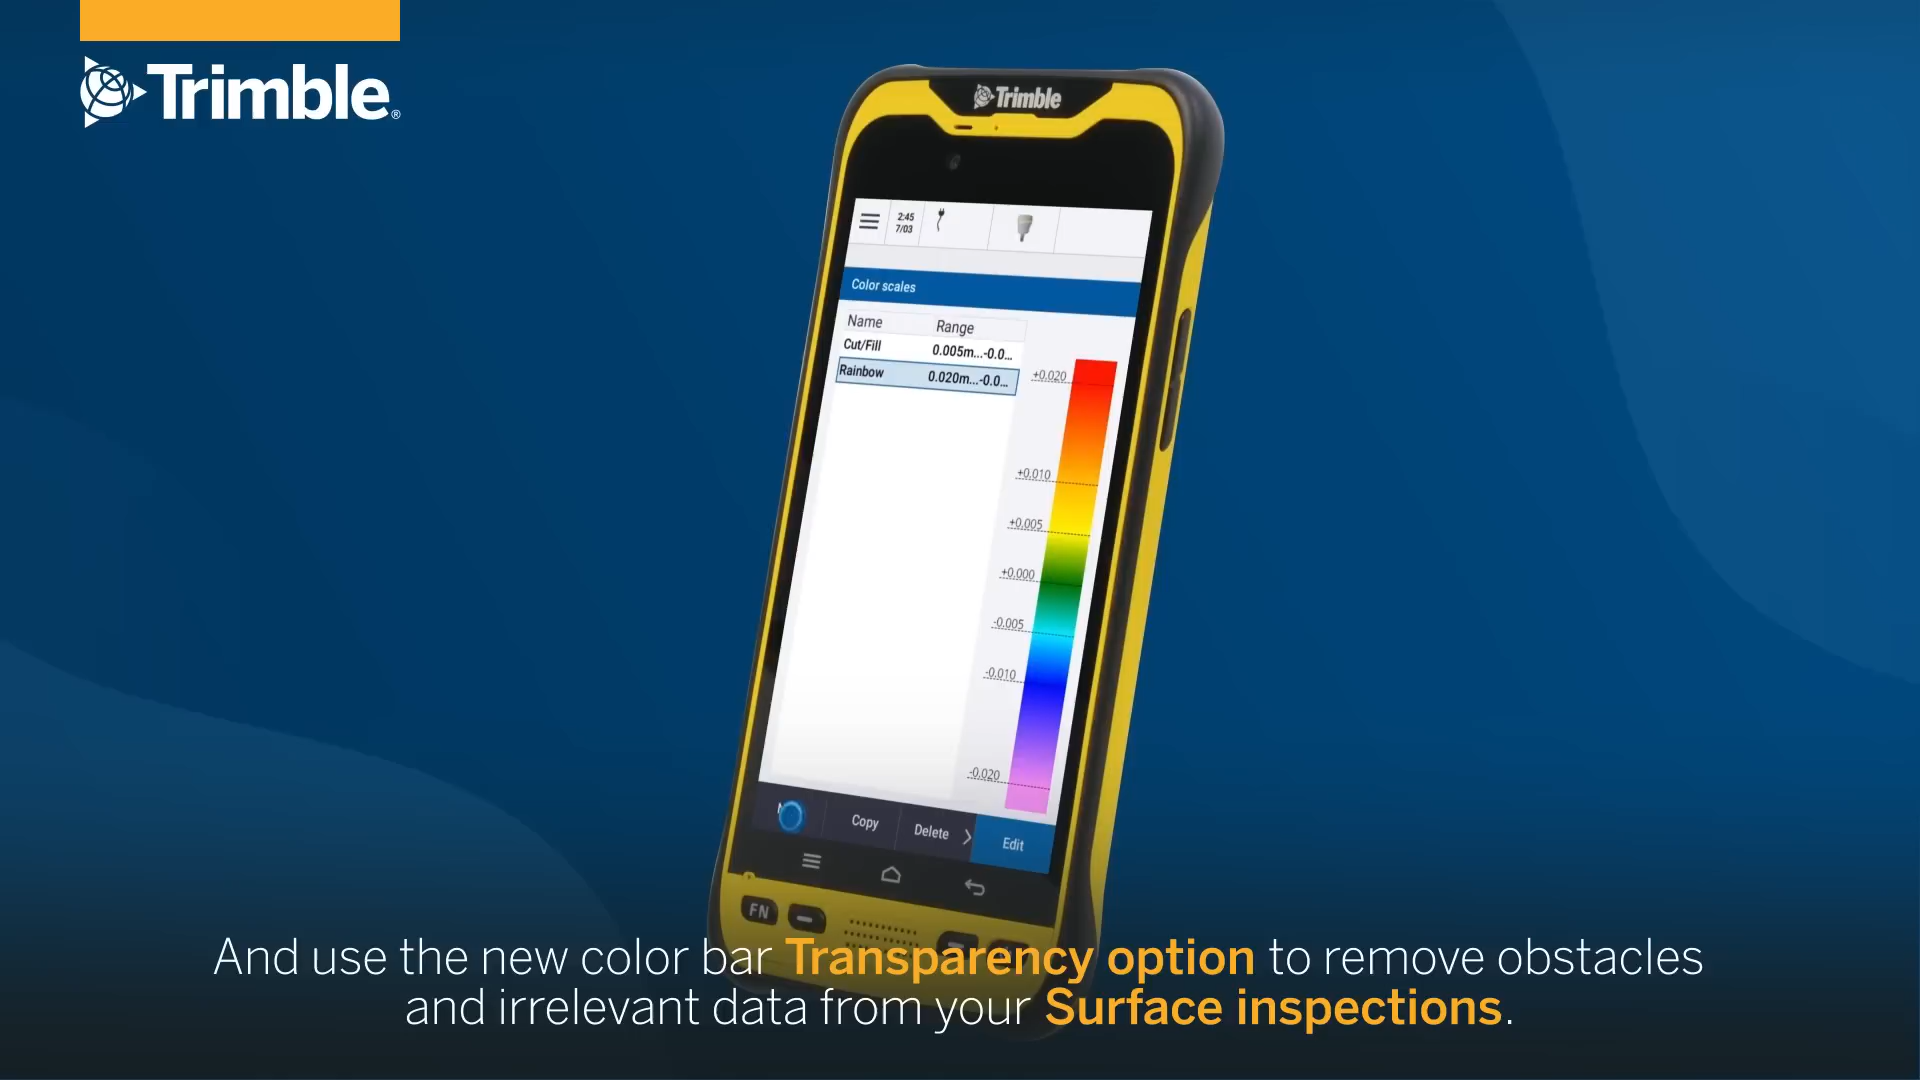 Trimble®
Trimble
2:45
7/03
Color scales
Name Range
Cut/Fill 0.005m...-0.0...
Rainbow 0.020m...-0.0...
+0.020
+0.010
+0.005
+0.000
-0.005
-0.010
-0.020
Copy Delete Edit
FN
And use the new color bar Transparency option to remove obstacles
and irrelevant data from your Surface inspections.